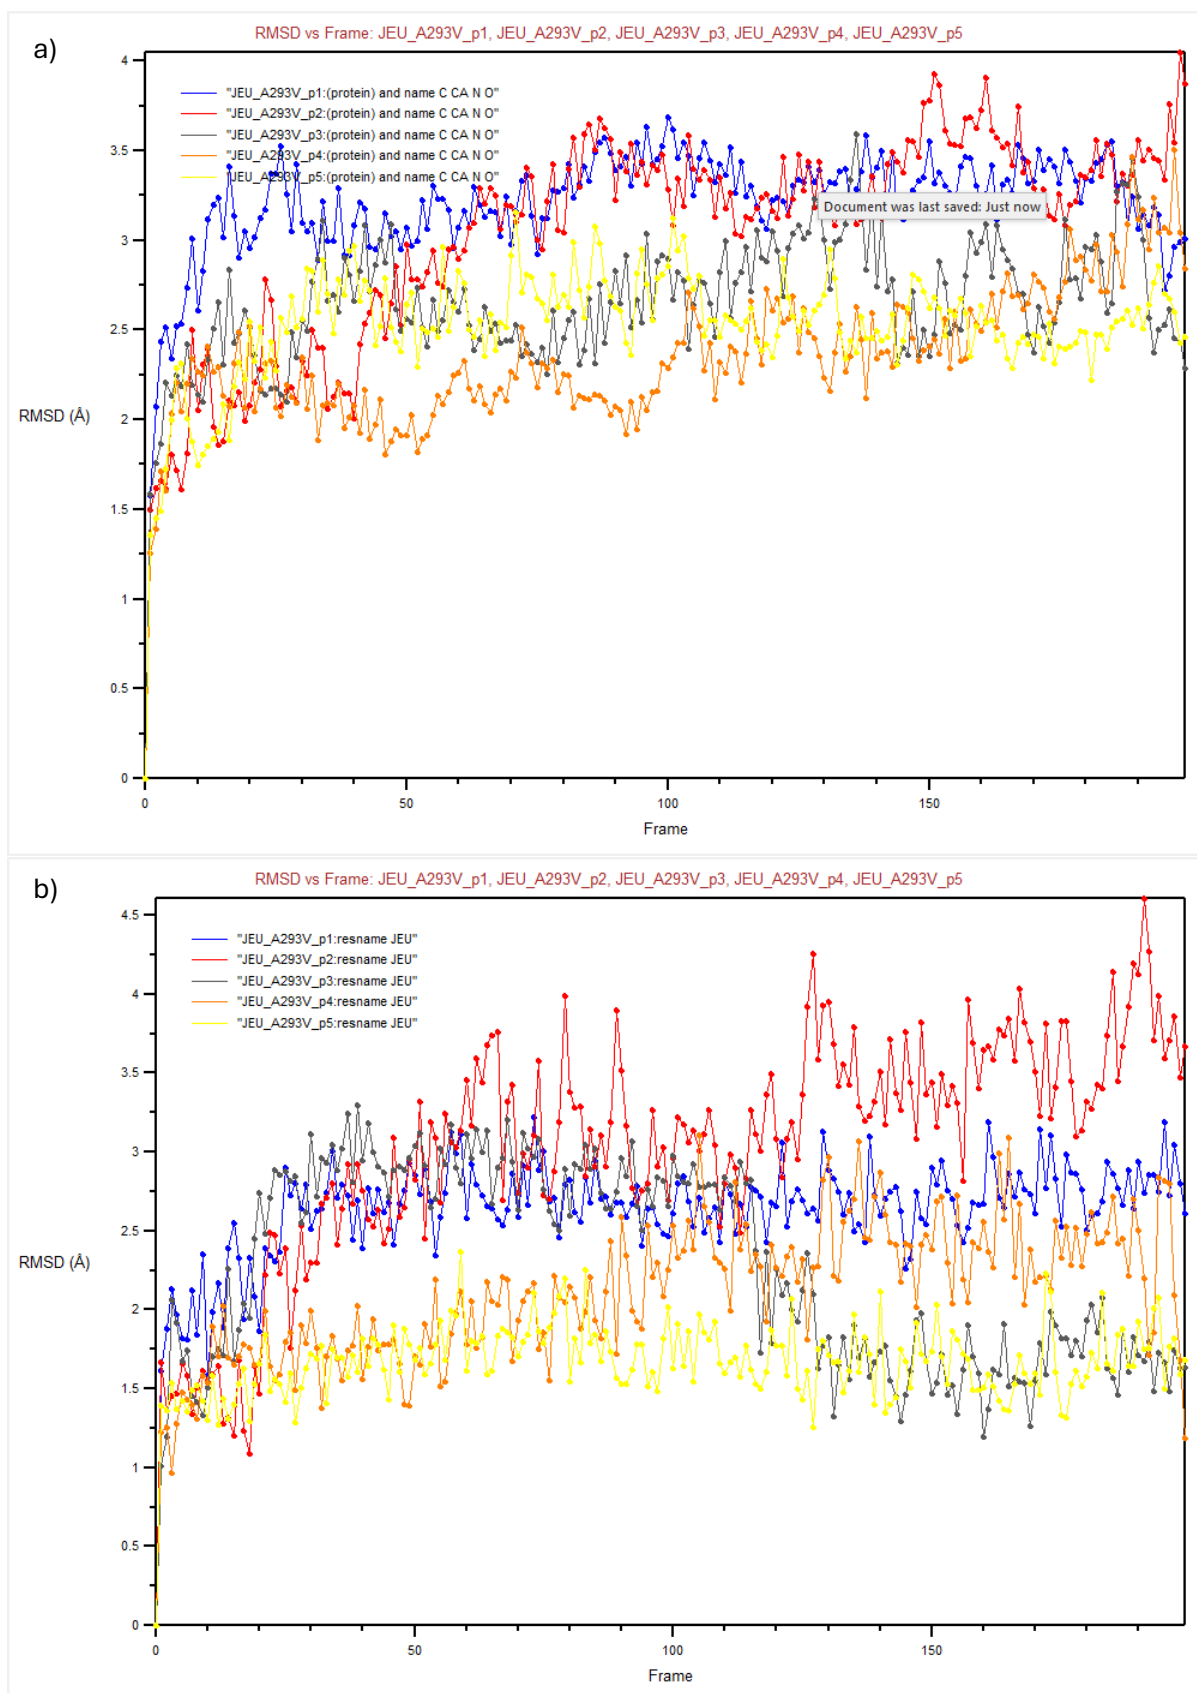 a)
RMSD vs Frame: JEU_A293V_p1, JEU_A293V_p2, JEU_A293V_p3, JEU_A293V_p4, JEU_A293V_p5
4
"JEU_A293V_p1:(protein) and name C CA N O"
"JEU_A293V_p2:(protein) and name C CA N O"
"JEU_A293V_p3:(protein) and name C CA N O"
"JEU_A293V_p4:(protein) and name C CA N O"
"JEU_A293V_p5:(protein) and name C CA N O"
3.5
Document was last saved: Just now
3
2.5
2
RMSD (Å)
1.5
1
0.5
0
0 50 100 150
Frame
b)
RMSD vs Frame: JEU_A293V_p1, JEU_A293V_p2, JEU_A293V_p3, JEU_A293V_p4, JEU_A293V_p5
4.5
"JEU_A293V_p1:resname JEU"
"JEU_A293V_p2:resname JEU"
"JEU_A293V_p3:resname JEU"
"JEU_A293V_p4:resname JEU"
"JEU_A293V_p5:resname JEU"
4
3.5
3
2.5
RMSD (Å)
2
1.5
1
0.5
0
0 50 100 150
Frame